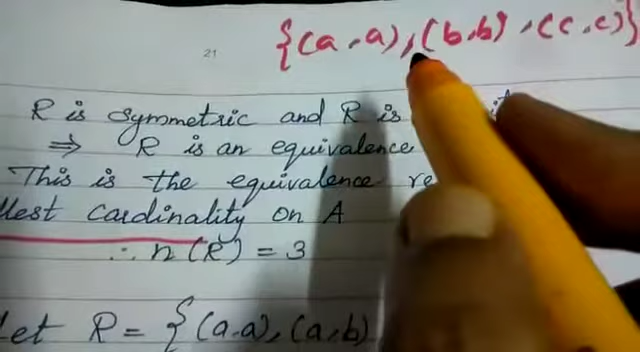 {(a,a),(b,b),(c,c)}
21
R is symmetric and R is
⇒ R is an equivalence
This is the equivalence
cardinality on A
∴ n(R) = 3
Let R = {(a,a),(a,b)